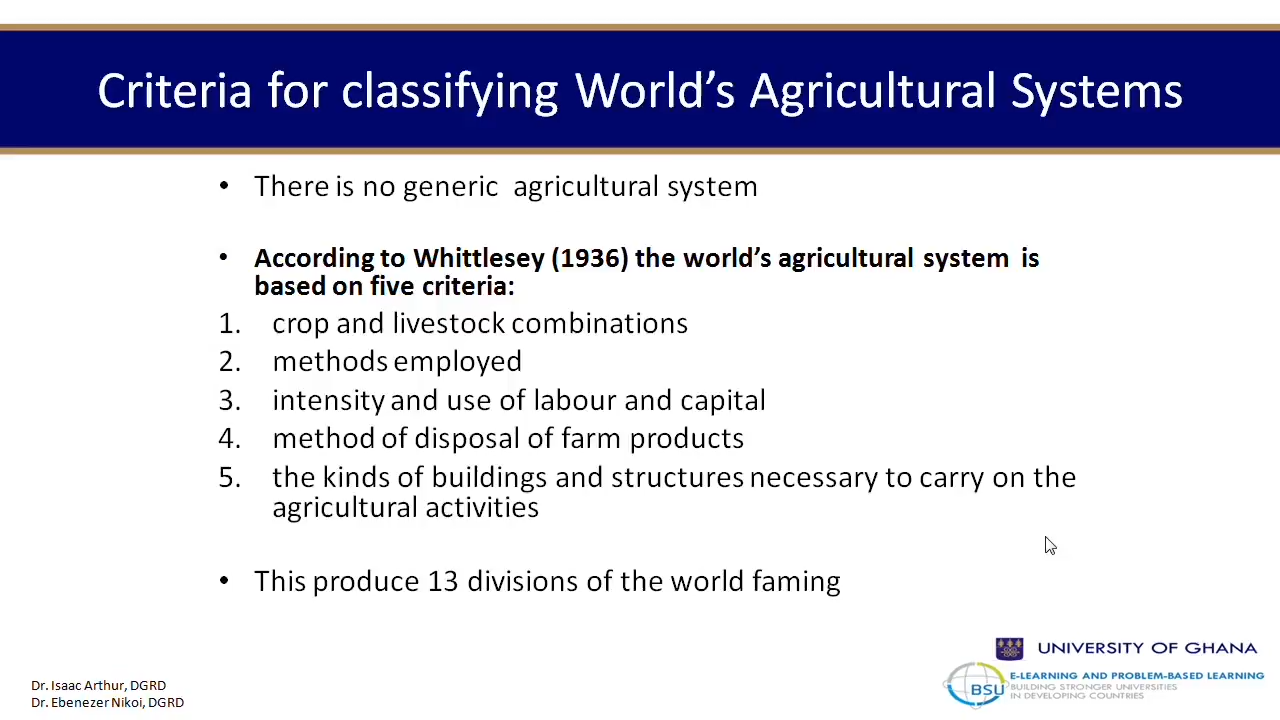 Criteria for classifying World's Agricultural Systems
• There is no generic agricultural system
• According to Whittlesey (1936) the world's agricultural system is
based on five criteria:
1. crop and livestock combinations
2. methods employed
3. intensity and use of labour and capital
4. method of disposal of farm products
5. the kinds of buildings and structures necessary to carry on the
agricultural activities
• This produce 13 divisions of the world faming
UNIVERSITY OF GHANA
BSU
E-LEARNING AND PROBLEM-BASED LEARNING
BUILDING STRONGER UNIVERSITIES
IN DEVELOPING COUNTRIES
Dr. Isaac Arthur, DGRD
Dr. Ebenezer Nikoi, DGRD